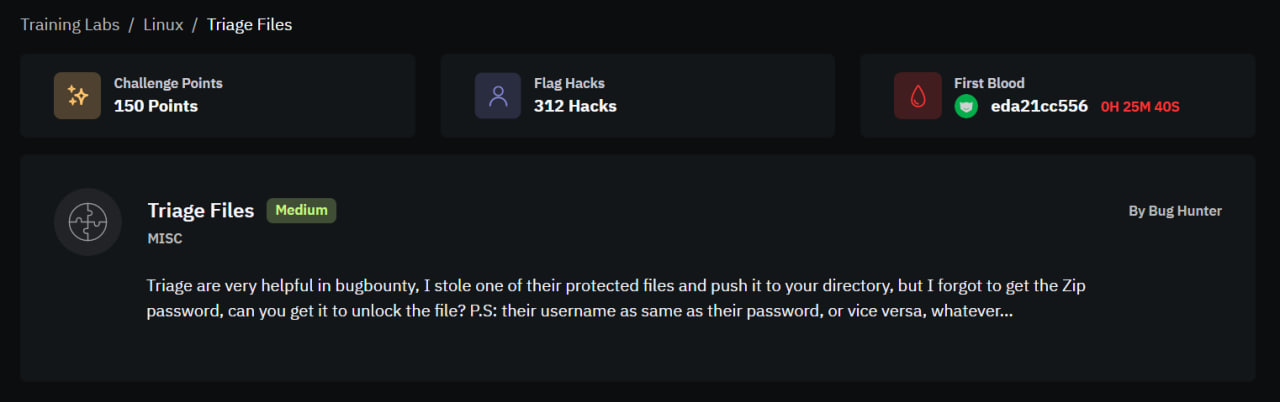 Training Labs / Linux / Triage Files
Challenge Points
150 Points
Flag Hacks
312 Hacks
First Blood
eda21cc556 0H 25M 40S
Triage Files Medium
By Bug Hunter
MISC
Triage are very helpful in bugbounty, I stole one of their protected files and push it to your directory, but I forgot to get the Zip
password, can you get it to unlock the file? P.S: their username as same as their password, or vice versa, whatever...